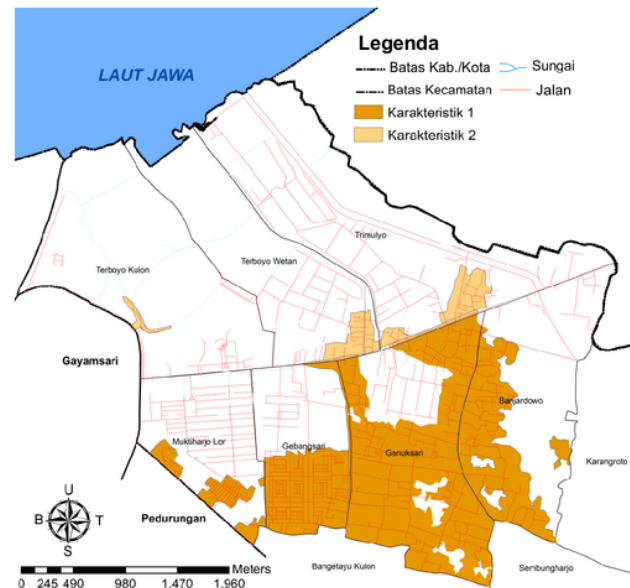 LAUT JAWA
Legenda
Batas Kab./Kota
Sungai
Batas Kecamatan
Jalan
Karakteristik 1
Karakteristik 2
Trimulyo
Terboyo Kulon
Terboyo Wetan
Gayamsari
Banjardowo
Muktiharjo Lor
Gebangsari
Genuksari
Karangroto
U
B T
S
Pedurungan
Bangetayu Kulon
Sembungharjo
Meters
0 245 490 980 1.470 1.960